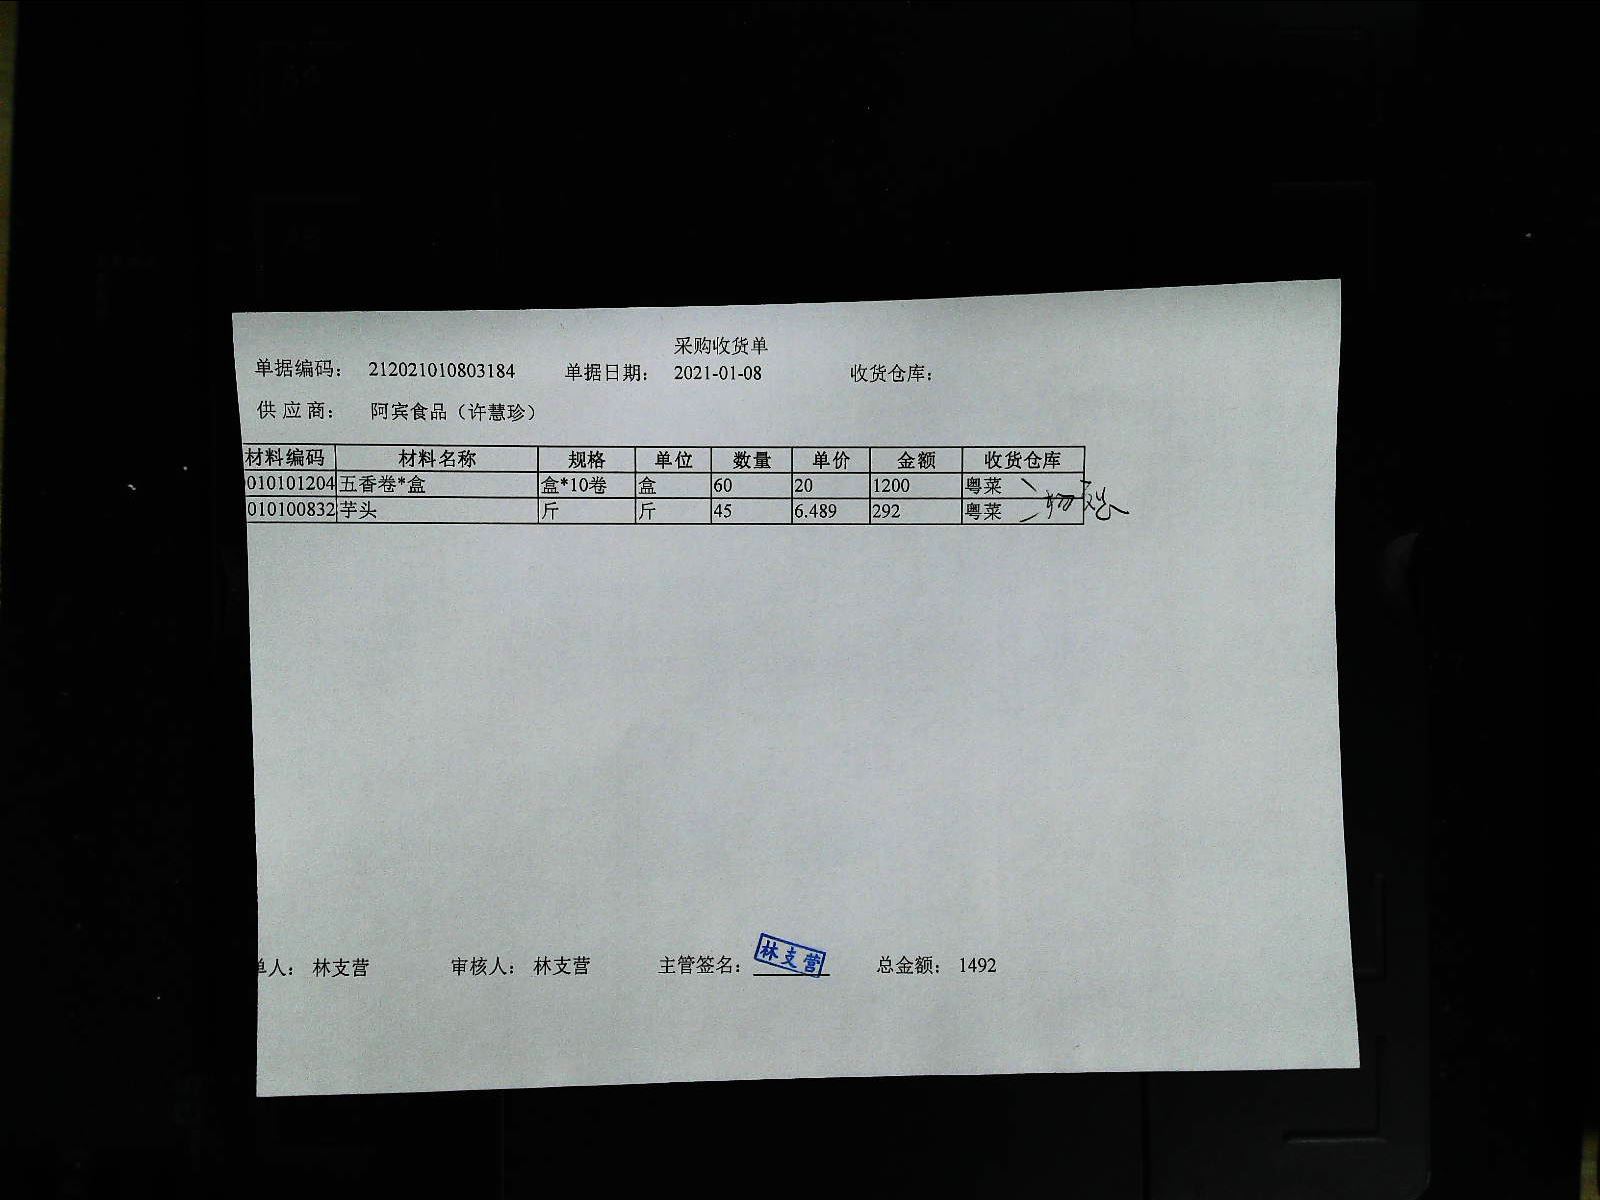 采购收货单
单据编码： 212021010803184 单据日期： 2021-01-08 收货仓库：
供 应 商： 阿宾食品（许慧珍）
材料编码 材料名称 规格 单位 数量 单价 金额 收货仓库
010101204 五香卷*盒 盒*10卷 盒 60 20 1200 粤菜
010100832 芋头 斤 斤 45 6.489 292 粤菜
单人： 林支营 审核人： 林支营 主管签名： 林支营 总金额： 1492